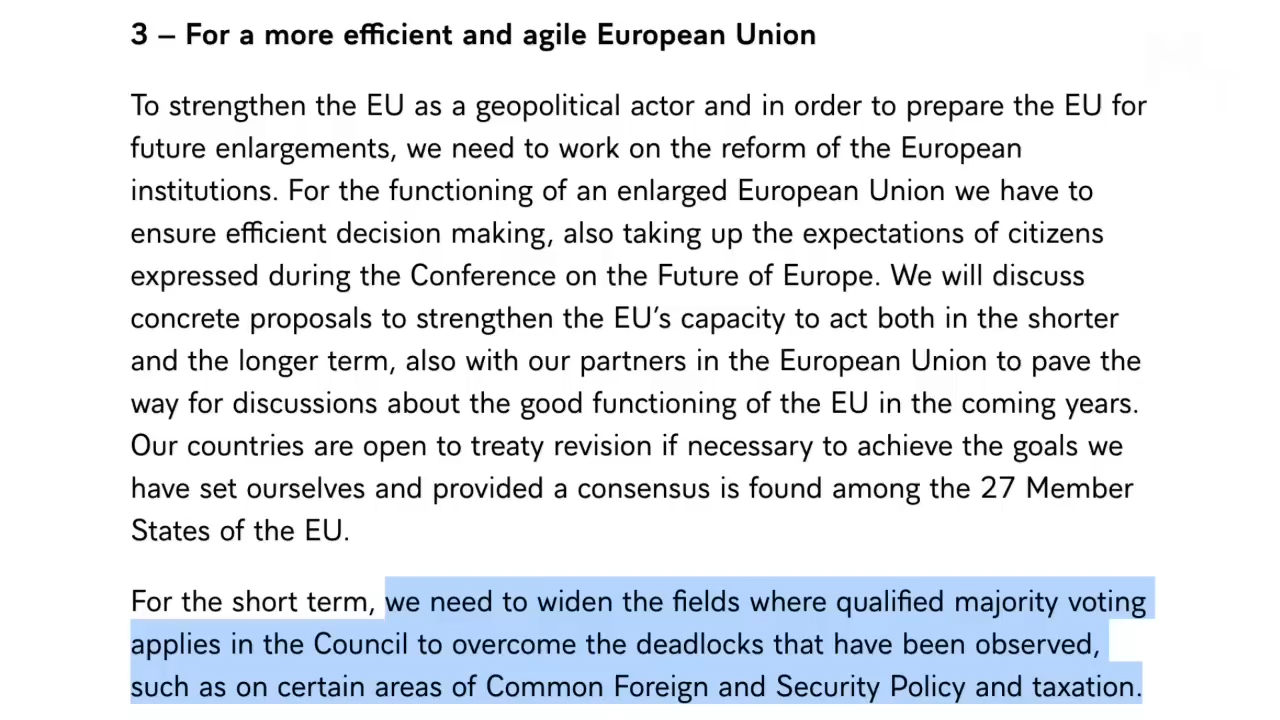 3 – For a more efficient and agile European Union
To strengthen the EU as a geopolitical actor and in order to prepare the EU for
future enlargements, we need to work on the reform of the European
institutions. For the functioning of an enlarged European Union we have to
ensure efficient decision making, also taking up the expectations of citizens
expressed during the Conference on the Future of Europe. We will discuss
concrete proposals to strengthen the EU’s capacity to act both in the shorter
and the longer term, also with our partners in the European Union to pave the
way for discussions about the good functioning of the EU in the coming years.
Our countries are open to treaty revision if necessary to achieve the goals we
have set ourselves and provided a consensus is found among the 27 Member
States of the EU.
For the short term, we need to widen the fields where qualified majority voting
applies in the Council to overcome the deadlocks that have been observed,
such as on certain areas of Common Foreign and Security Policy and taxation.